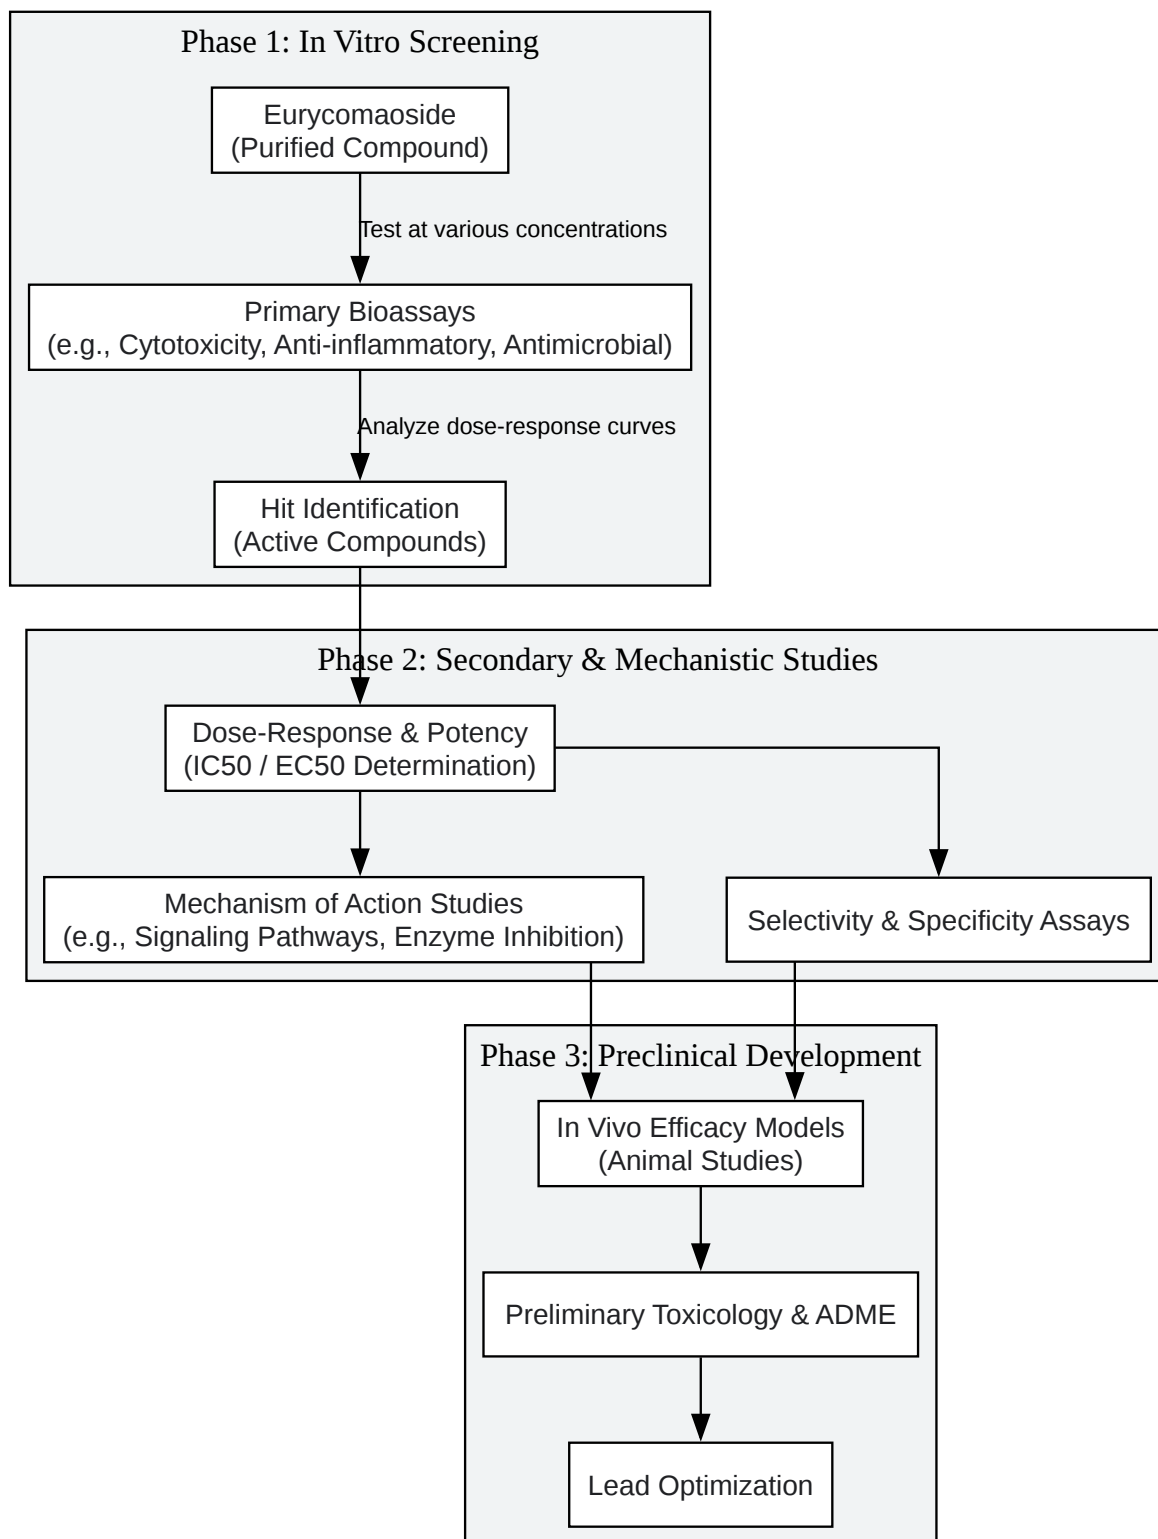 Phase 1: In Vitro Screening
Eurycomaoside
(Purified Compound)
Test at various concentrations
Primary Bioassays
(e.g., Cytotoxicity, Anti-inflammatory, Antimicrobial)
Analyze dose-response curves
Hit Identification
(Active Compounds)
Phase 2: Secondary & Mechanistic Studies
Dose-Response & Potency
(IC50 / EC50 Determination)
Mechanism of Action Studies
(e.g., Signaling Pathways, Enzyme Inhibition)
Selectivity & Specificity Assays
Phase 3: Preclinical Development
In Vivo Efficacy Models
(Animal Studies)
Preliminary Toxicology & ADME
Lead Optimization